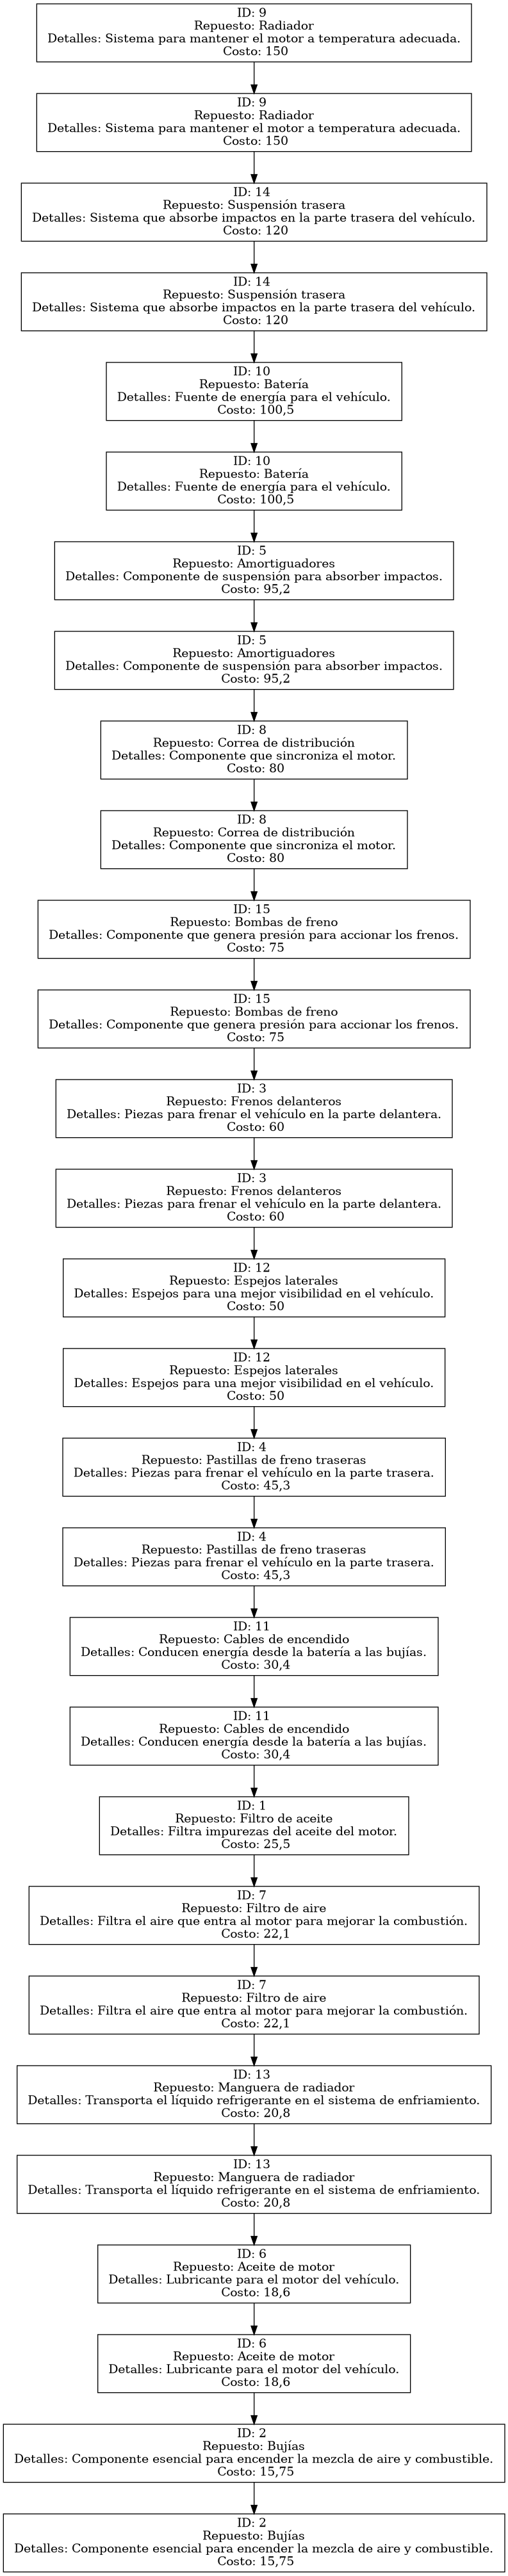 ID: 9
Repuesto: Radiador
Detalles: Sistema para mantener el motor a temperatura adecuada.
Costo: 150
ID: 9
Repuesto: Radiador
Detalles: Sistema para mantener el motor a temperatura adecuada.
Costo: 150
ID: 14
Repuesto: Suspensión trasera
Detalles: Sistema que absorbe impactos en la parte trasera del vehículo.
Costo: 120
ID: 14
Repuesto: Suspensión trasera
Detalles: Sistema que absorbe impactos en la parte trasera del vehículo.
Costo: 120
ID: 10
Repuesto: Batería
Detalles: Fuente de energía para el vehículo.
Costo: 100,5
ID: 10
Repuesto: Batería
Detalles: Fuente de energía para el vehículo.
Costo: 100,5
ID: 5
Repuesto: Amortiguadores
Detalles: Componente de suspensión para absorber impactos.
Costo: 95,2
ID: 5
Repuesto: Amortiguadores
Detalles: Componente de suspensión para absorber impactos.
Costo: 95,2
ID: 8
Repuesto: Correa de distribución
Detalles: Componente que sincroniza el motor.
Costo: 80
ID: 8
Repuesto: Correa de distribución
Detalles: Componente que sincroniza el motor.
Costo: 80
ID: 15
Repuesto: Bombas de freno
Detalles: Componente que genera presión para accionar los frenos.
Costo: 75
ID: 15
Repuesto: Bombas de freno
Detalles: Componente que genera presión para accionar los frenos.
Costo: 75
ID: 3
Repuesto: Frenos delanteros
Detalles: Piezas para frenar el vehículo en la parte delantera.
Costo: 60
ID: 3
Repuesto: Frenos delanteros
Detalles: Piezas para frenar el vehículo en la parte delantera.
Costo: 60
ID: 12
Repuesto: Espejos laterales
Detalles: Espejos para una mejor visibilidad en el vehículo.
Costo: 50
ID: 12
Repuesto: Espejos laterales
Detalles: Espejos para una mejor visibilidad en el vehículo.
Costo: 50
ID: 4
Repuesto: Pastillas de freno traseras
Detalles: Piezas para frenar el vehículo en la parte trasera.
Costo: 45,3
ID: 4
Repuesto: Pastillas de freno traseras
Detalles: Piezas para frenar el vehículo en la parte trasera.
Costo: 45,3
ID: 11
Repuesto: Cables de encendido
Detalles: Conducen energía desde la batería a las bujías.
Costo: 30,4
ID: 11
Repuesto: Cables de encendido
Detalles: Conducen energía desde la batería a las bujías.
Costo: 30,4
ID: 1
Repuesto: Filtro de aceite
Detalles: Filtra impurezas del aceite del motor.
Costo: 25,5
ID: 7
Repuesto: Filtro de aire
Detalles: Filtra el aire que entra al motor para mejorar la combustión.
Costo: 22,1
ID: 7
Repuesto: Filtro de aire
Detalles: Filtra el aire que entra al motor para mejorar la combustión.
Costo: 22,1
ID: 13
Repuesto: Manguera de radiador
Detalles: Transporta el líquido refrigerante en el sistema de enfriamiento.
Costo: 20,8
ID: 13
Repuesto: Manguera de radiador
Detalles: Transporta el líquido refrigerante en el sistema de enfriamiento.
Costo: 20,8
ID: 6
Repuesto: Aceite de motor
Detalles: Lubricante para el motor del vehículo.
Costo: 18,6
ID: 6
Repuesto: Aceite de motor
Detalles: Lubricante para el motor del vehículo.
Costo: 18,6
ID: 2
Repuesto: Bujías
Detalles: Componente esencial para encender la mezcla de aire y combustible.
Costo: 15,75
ID: 2
Repuesto: Bujías
Detalles: Componente esencial para encender la mezcla de aire y combustible.
Costo: 15,75